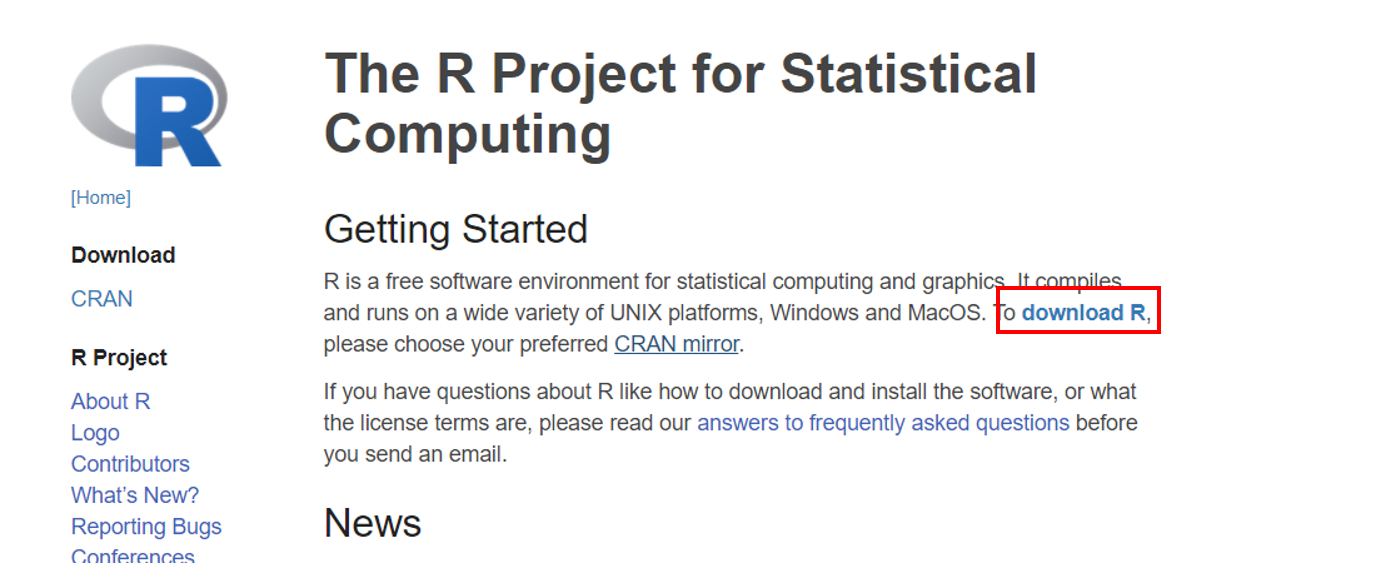 R
[Home]
Download
CRAN
R Project
About R
Logo
Contributors
What's New?
Reporting Bugs
Conferences
The R Project for Statistical
Computing
Getting Started
R is a free software environment for statistical computing and graphics. It compiles
and runs on a wide variety of UNIX platforms, Windows and MacOS. To download R,
please choose your preferred CRAN mirror.
If you have questions about R like how to download and install the software, or what
the license terms are, please read our answers to frequently asked questions before
you send an email.
News